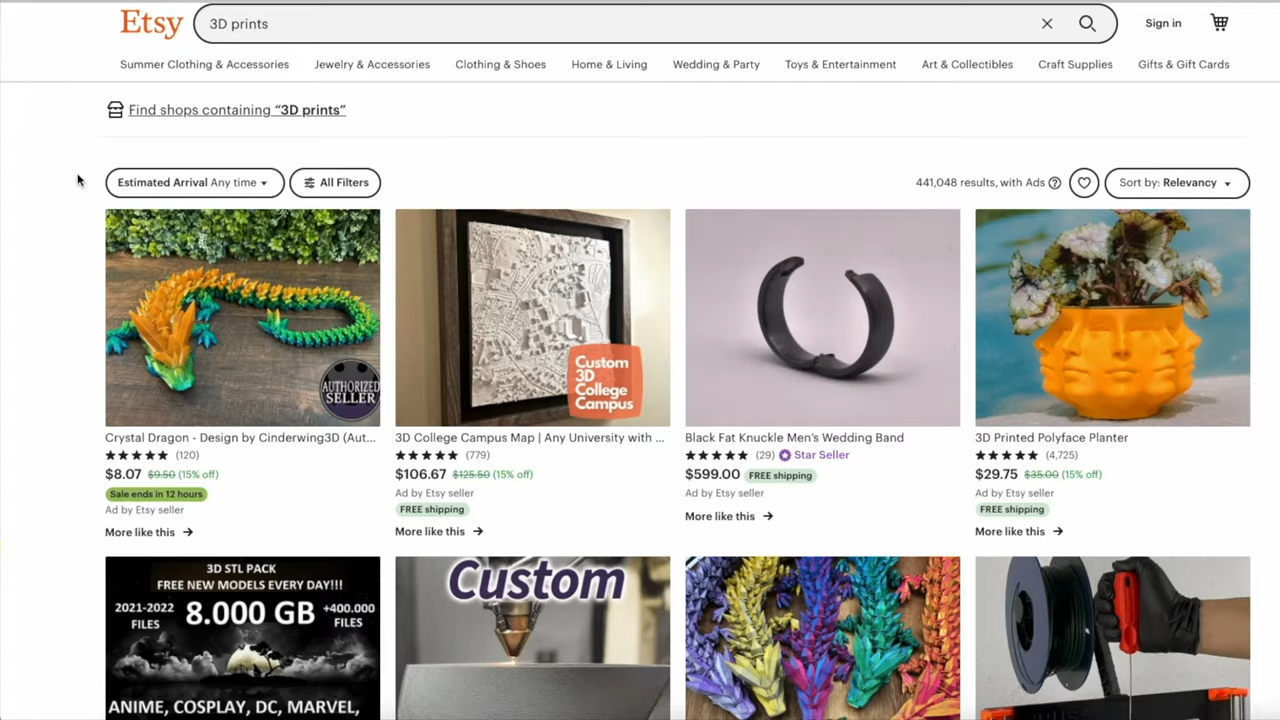 Etsy
3D prints
Sign in
Summer Clothing & Accessories
Jewelry & Accessories
Clothing & Shoes
Home & Living
Wedding & Party
Toys & Entertainment
Art & Collectibles
Craft Supplies
Gifts & Gift Cards
Find shops containing “3D prints”
Estimated Arrival Any time
All Filters
441,048 results, with Ads
Sort by: Relevancy
AUTHORIZED
SELLER
Custom
3D
College
Campus
Crystal Dragon - Design by Cinderwing3D (Aut...
(120)
$8.07 $9.50 (15% off)
Sale ends in 12 hours
Ad by Etsy seller
More like this
3D College Campus Map | Any University with ...
(779)
$106.67 $125.50 (15% off)
Ad by Etsy seller
FREE shipping
More like this
Black Fat Knuckle Men’s Wedding Band
(29) Star Seller
$599.00 FREE shipping
Ad by Etsy seller
More like this
3D Printed Polyface Planter
(4,725)
$29.75 $35.00 (15% off)
Ad by Etsy seller
FREE shipping
More like this
3D STL PACK
FREE NEW MODELS EVERY DAY!!!
2021-2022
FILES
8.000 GB
+400.000
FILES
ANIME, COSPLAY, DC, MARVEL,
Custom